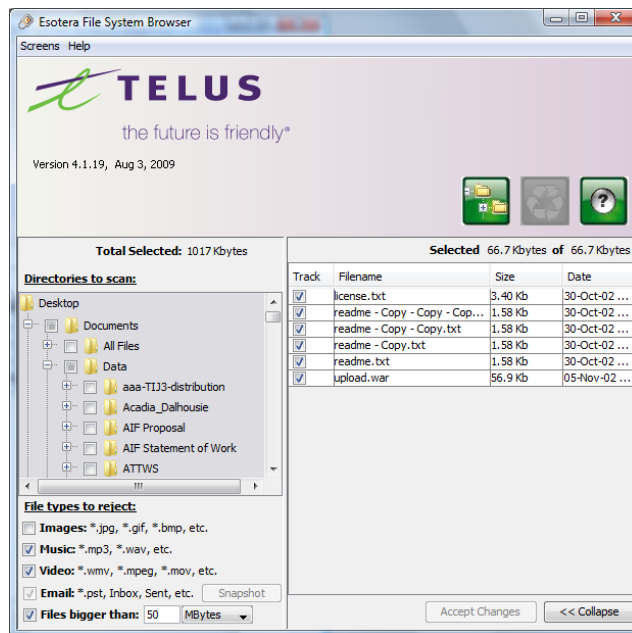 Esotera File System Browser
Screens Help
TELUS
the future is friendly®
Version 4.1.19, Aug 3, 2009
Total Selected: 1017 Kbytes
Selected 66.7 Kbytes of 66.7 Kbytes
Directories to scan:
Desktop
Documents
All Files
Data
aaa-TIJ3-distribution
Acadia_Dalhousie
AIF Proposal
AIF Statement of Work
ATTWS
Track Filename Size Date
license.txt 3.40 Kb 30-Oct-02 ...
readme - Copy - Copy - Cop... 1.58 Kb 30-Oct-02 ...
readme - Copy - Copy.txt 1.58 Kb 30-Oct-02 ...
readme - Copy.txt 1.58 Kb 30-Oct-02 ...
readme.txt 1.58 Kb 30-Oct-02 ...
upload.war 56.9 Kb 05-Nov-02 ...
File types to reject:
Images: *.jpg, *.gif, *.bmp, etc.
Music: *.mp3, *.wav, etc.
Video: *.wmv, *.mpeg, *.mov, etc.
Email: *.pst, Inbox, Sent, etc. Snapshot
Files bigger than: 50 MBytes
Accept Changes << Collapse